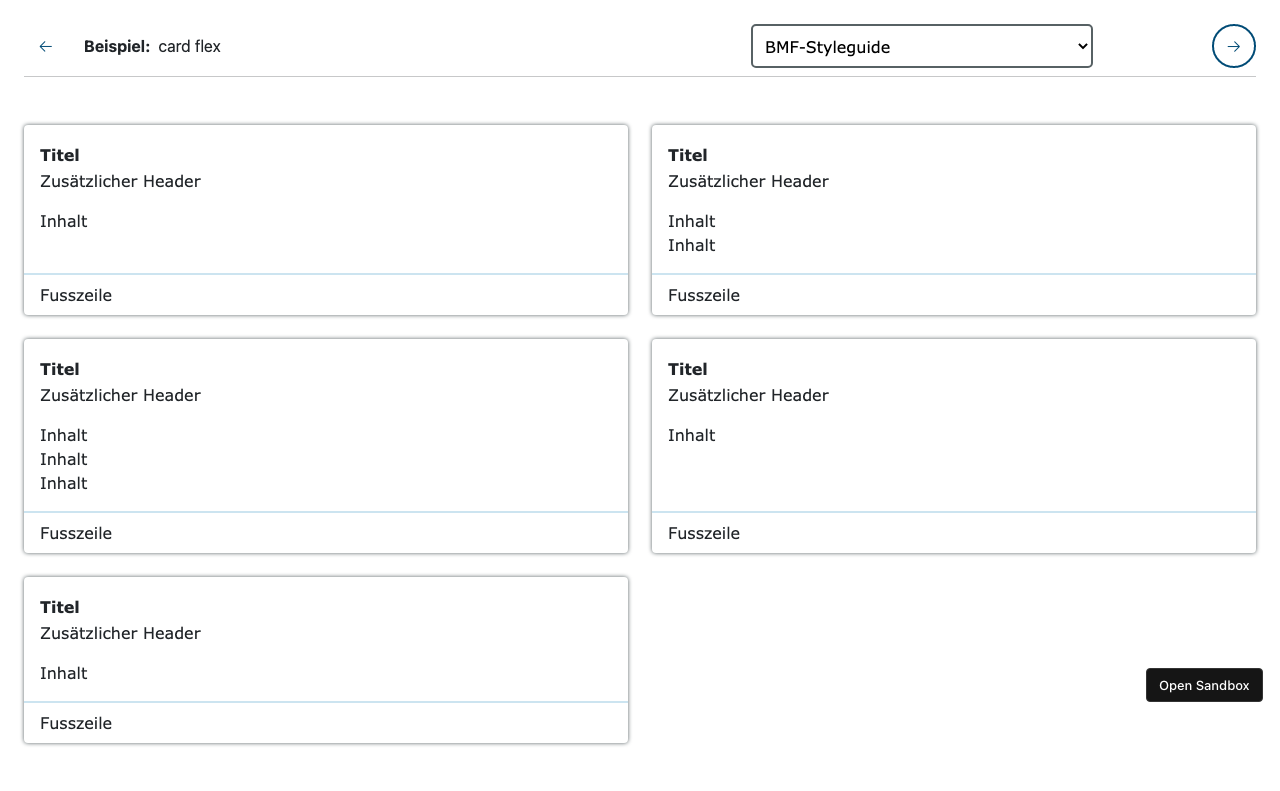 Beispiel: card flex
BMF-Styleguide
Titel
Zusätzlicher Header
Inhalt
Fusszeile
Titel
Zusätzlicher Header
Inhalt
Inhalt
Fusszeile
Titel
Zusätzlicher Header
Inhalt
Inhalt
Inhalt
Fusszeile
Titel
Zusätzlicher Header
Inhalt
Fusszeile
Titel
Zusätzlicher Header
Inhalt
Fusszeile
Open Sandbox